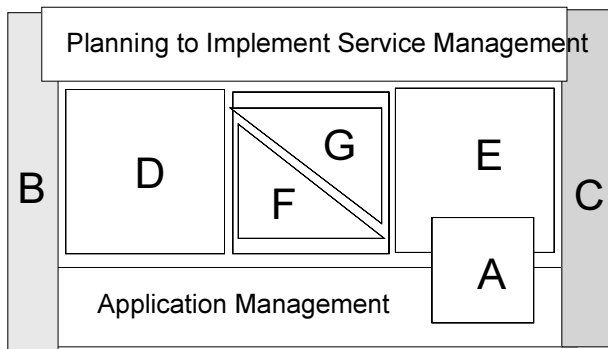 Planning to Implement Service Management
B
D
G
F
E
C
A
Application Management